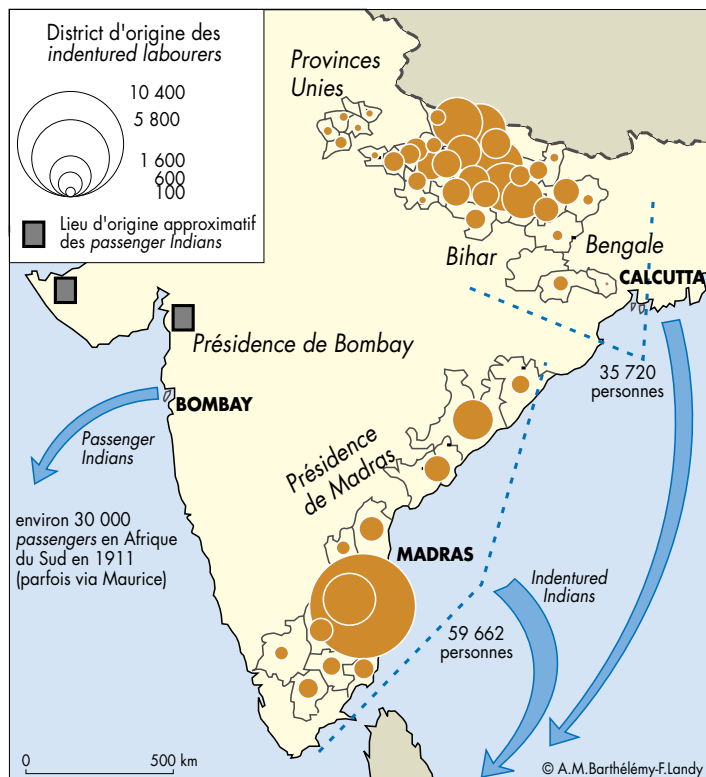 District d'origine des
indentured labourers
10 400
5 800
1 600
600
100
Lieu d'origine approximatif
des passenger Indians
Provinces
Unies
Bihar
Bengale
CALCUTTA
Présidence de Bombay
35 720
personnes
BOMBAY
Passenger
Indians
Présidence
de Madras
environ 30 000
passengers en Afrique
du Sud en 1911
(parfois via Maurice)
MADRAS
Indentured
Indians
59 662
personnes
0
500 km
© A.M.Barthélémy-F.Landy